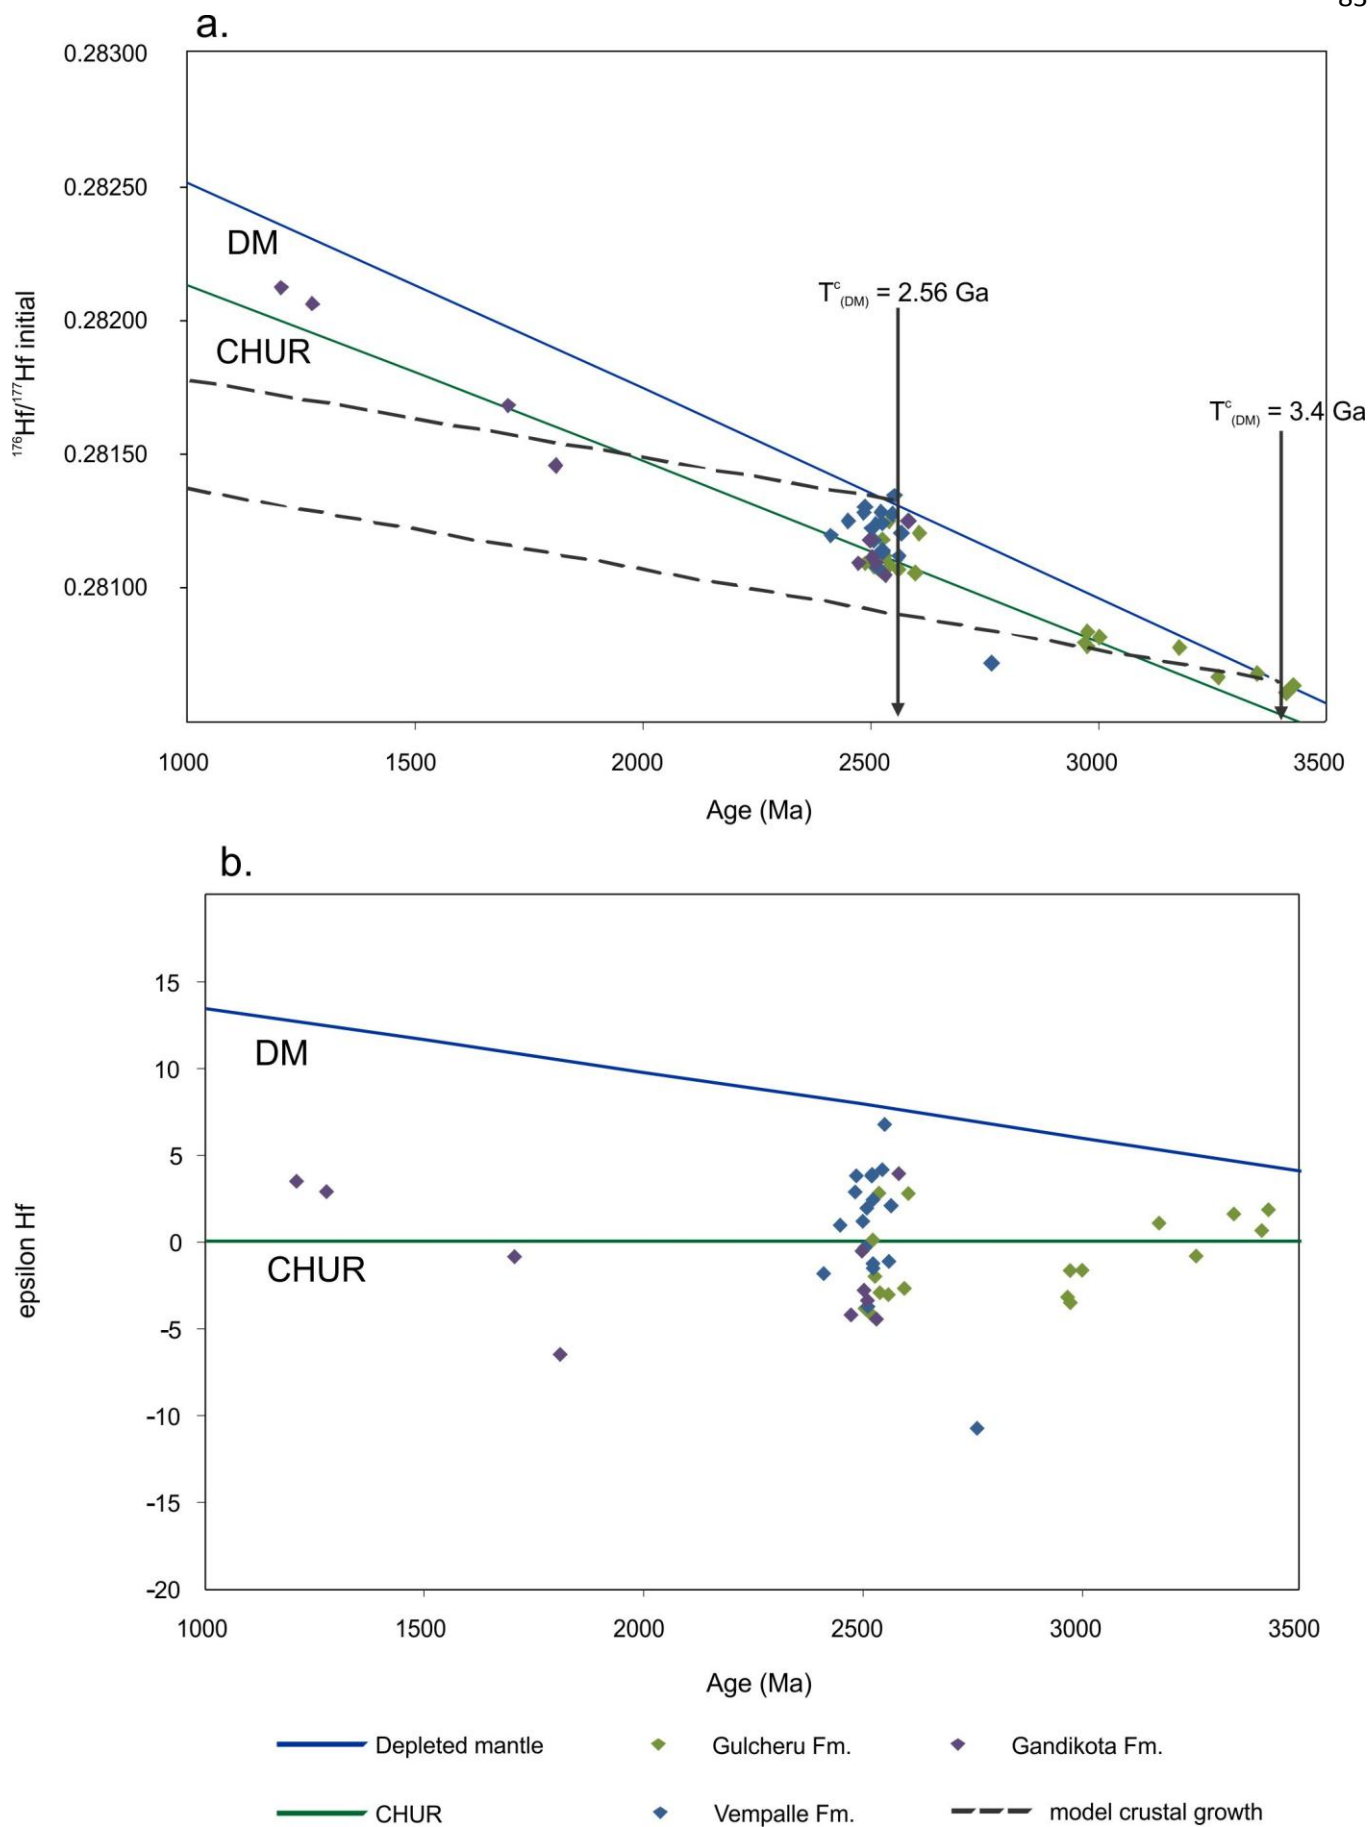 a.
0.28300
0.28250
0.28200
0.28150
0.28100
¹⁷⁶Hf/¹⁷⁷Hf initial
DM
CHUR
Tᶜ(DM) = 2.56 Ga
Tᶜ(DM) = 3.4 Ga
1000 1500 2000 2500 3000 3500
Age (Ma)
b.
15
10
5
0
-5
-10
-15
-20
epsilon Hf
DM
CHUR
1000 1500 2000 2500 3000 3500
Age (Ma)
Depleted mantle Gulcheru Fm. Gandikota Fm.
CHUR Vempalle Fm. model crustal growth